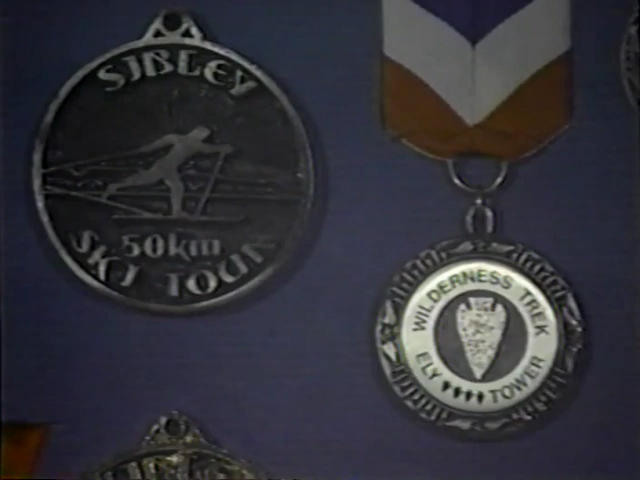 SIBLEY
50km
SKI TOUR
WILDERNESS TREK
ELY TOWER